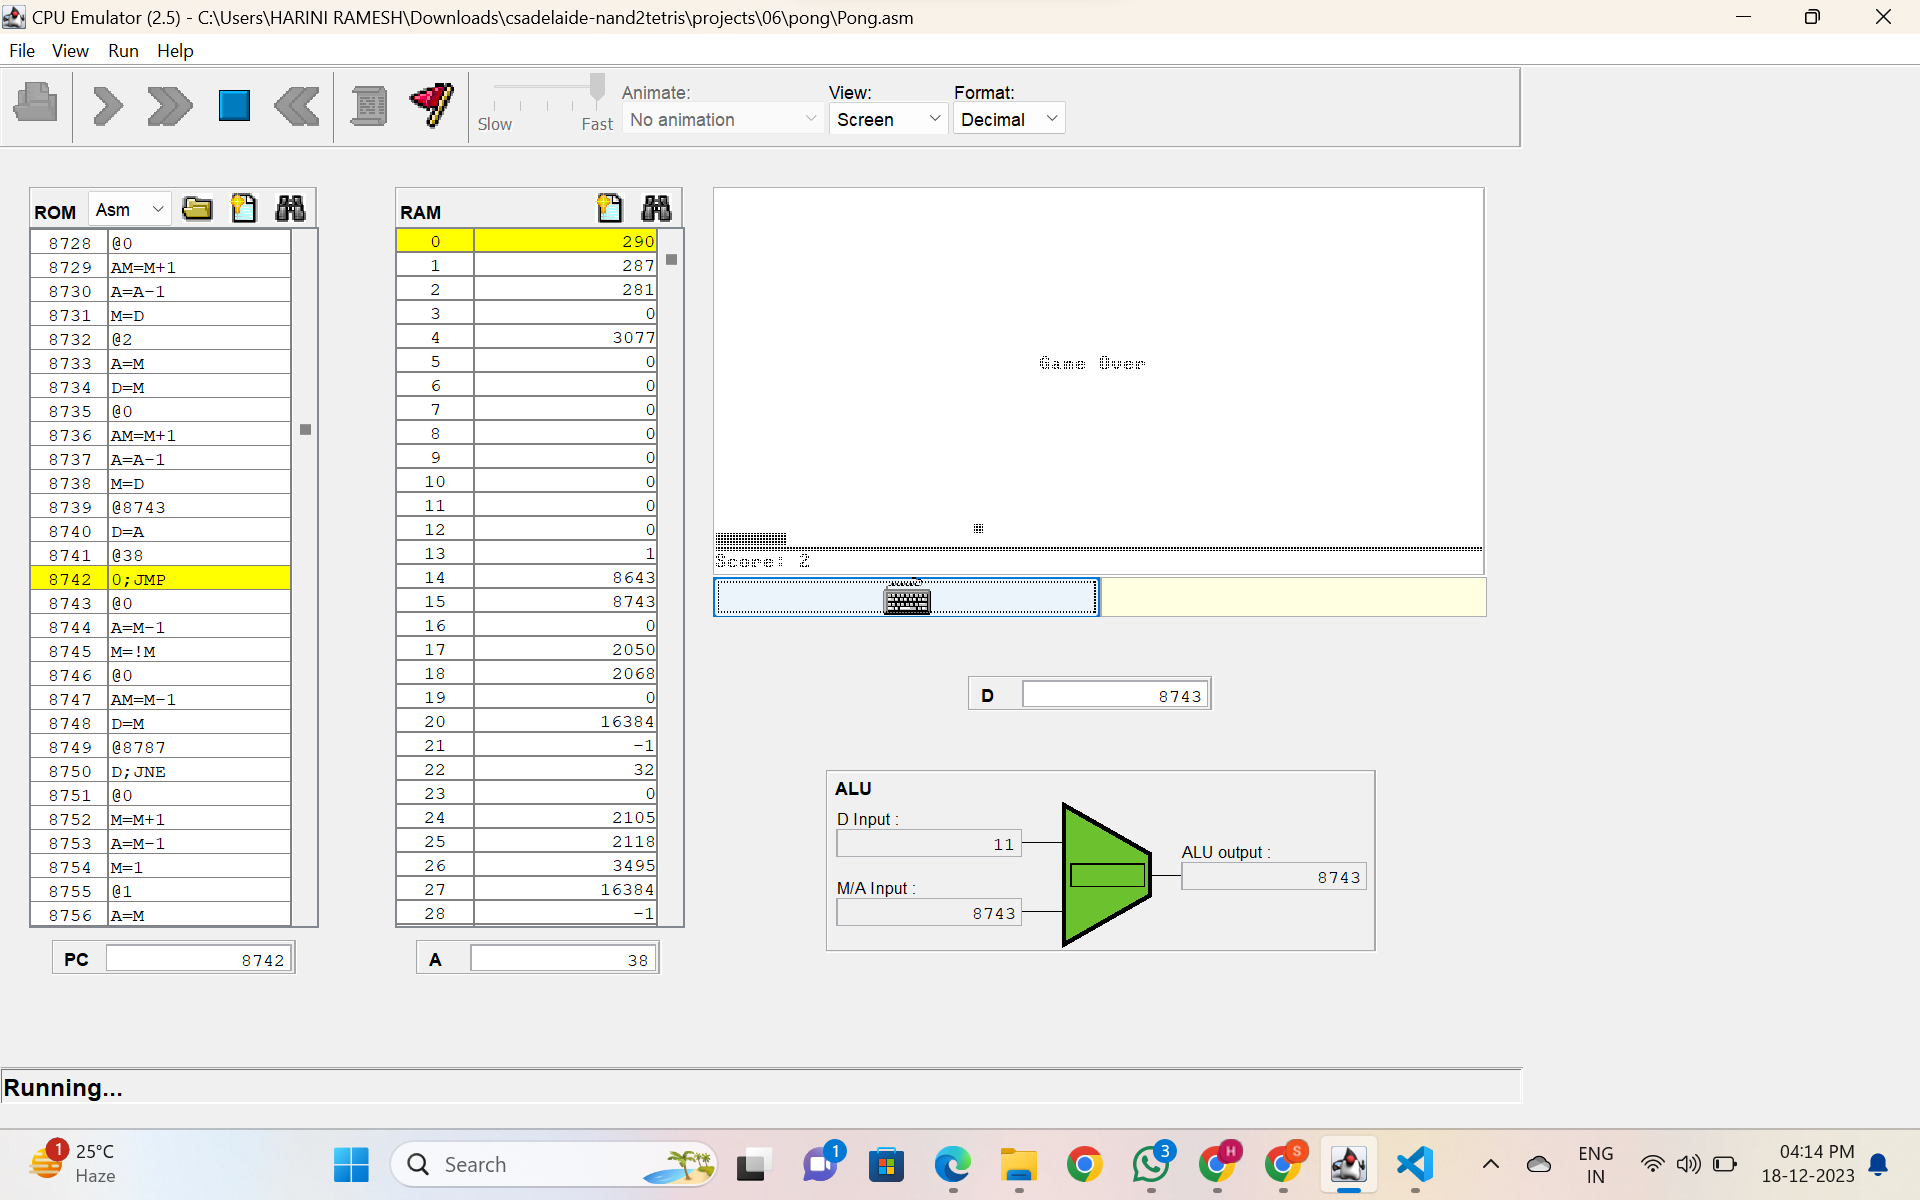 CPU Emulator (2.5) - C:\Users\HARINI RAMESH\Downloads\csadelaide-nand2tetris\projects\06\pong\Pong.asm
File View Run Help
Slow Fast
Animate:
No animation
View:
Screen
Format:
Decimal
ROM Asm
8728 @0
8729 AM=M+1
8730 A=A-1
8731 M=D
8732 @2
8733 A=M
8734 D=M
8735 @0
8736 AM=M+1
8737 A=A-1
8738 M=D
8739 @8743
8740 D=A
8741 @38
8742 0;JMP
8743 @0
8744 A=M-1
8745 M=!M
8746 @0
8747 AM=M-1
8748 D=M
8749 @8787
8750 D;JNE
8751 @0
8752 M=M+1
8753 A=M-1
8754 M=1
8755 @1
8756 A=M
PC 8742
RAM
0 290
1 287
2 281
3 0
4 3077
5 0
6 0
7 0
8 0
9 0
10 0
11 0
12 0
13 1
14 8643
15 8743
16 0
17 2050
18 2068
19 0
20 16384
21 -1
22 32
23 0
24 2105
25 2118
26 3495
27 16384
28 -1
A 38
Game Over
Score: 2
D 8743
ALU
D Input :
11
M/A Input :
8743
ALU output :
8743
Running...
1
25°C
Haze
Search
1
3
H
S
ENG
IN
04:14 PM
18-12-2023